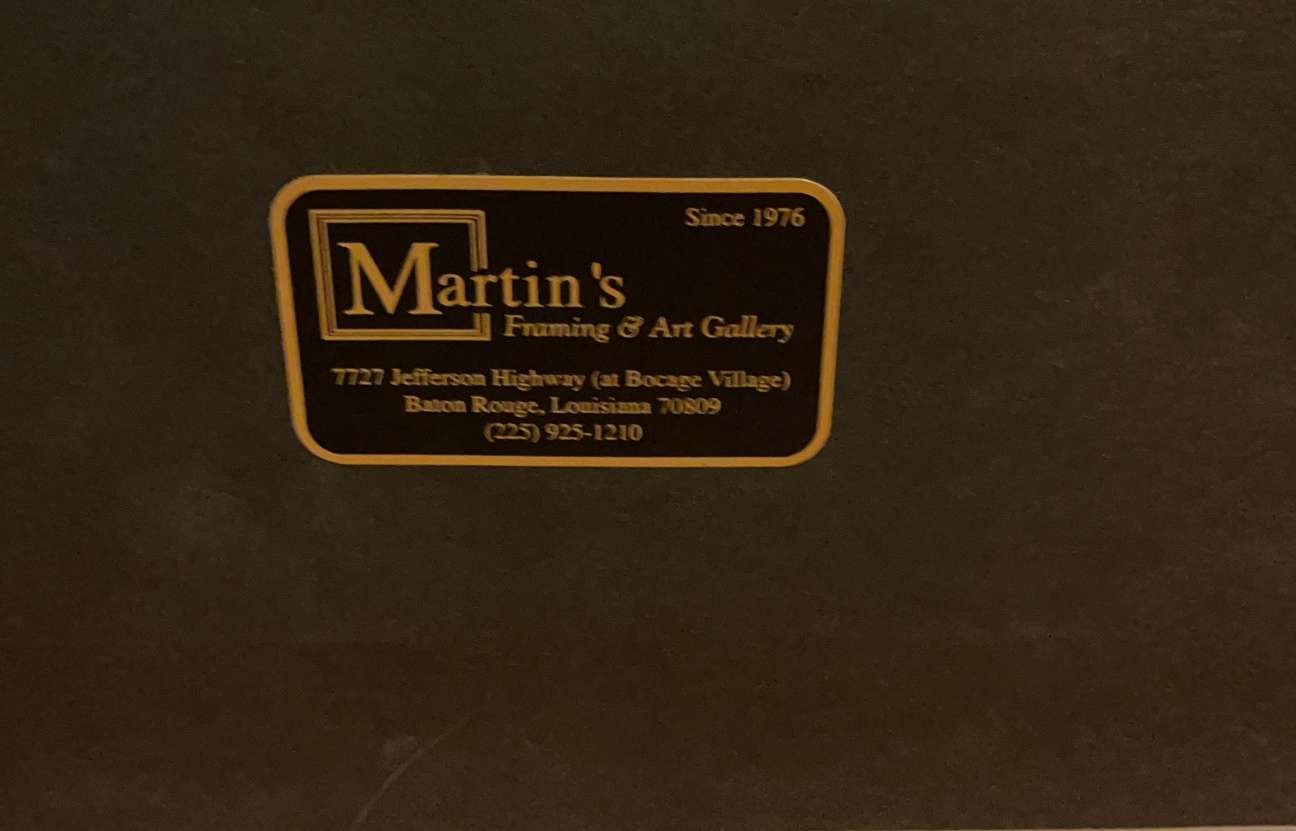 Since 1976
Martin's
Framing & Art Gallery
7727 Jefferson Highway (at Bocage Village)
Baton Rouge, Louisiana 70809
(225) 925-1210